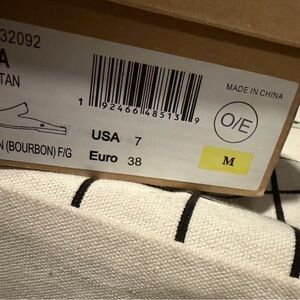 32092
A
TAN
MADE IN CHINA
1 92466 48513 9
O/E
USA 7
Euro 38
M
N (BOURBON) F/G